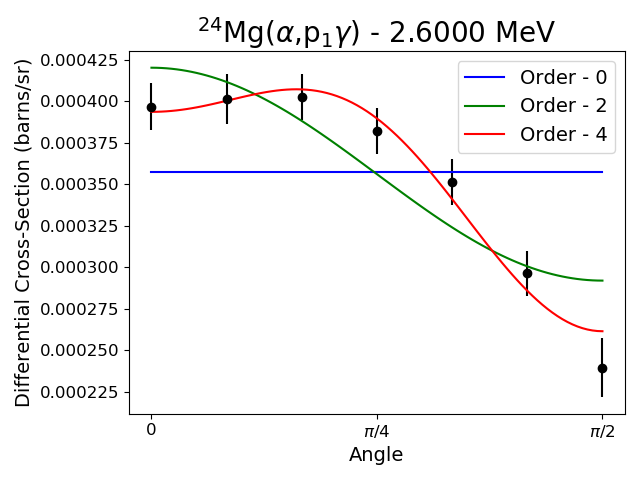 ²⁴Mg(α,p₁γ) - 2.6000 MeV
Differential Cross-Section (barns/sr)
0.000425
0.000400
0.000375
0.000350
0.000325
0.000300
0.000275
0.000250
0.000225
Order - 0
Order - 2
Order - 4
0
π/4
π/2
Angle